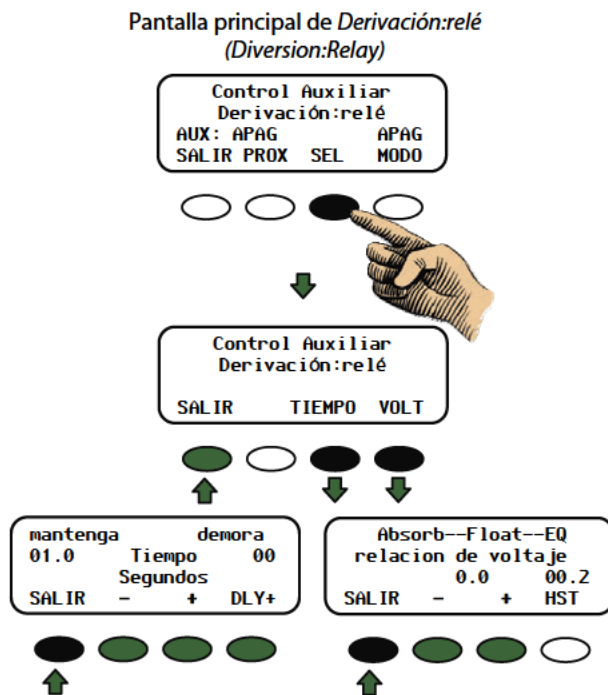 Pantalla principal de Derivación:relé
(Diversion:Relay)
Control Auxiliar
Derivación:relé
AUX: APAG APAG
SALIR PROX SEL MODO
Control Auxiliar
Derivación:relé
SALIR TIEMPO VOLT
mantenga demora
01.0 Tiempo 00
Segundos
SALIR - + DLY+
Absorb--Float--EQ
relacion de voltaje
0.0 00.2
SALIR - + HST